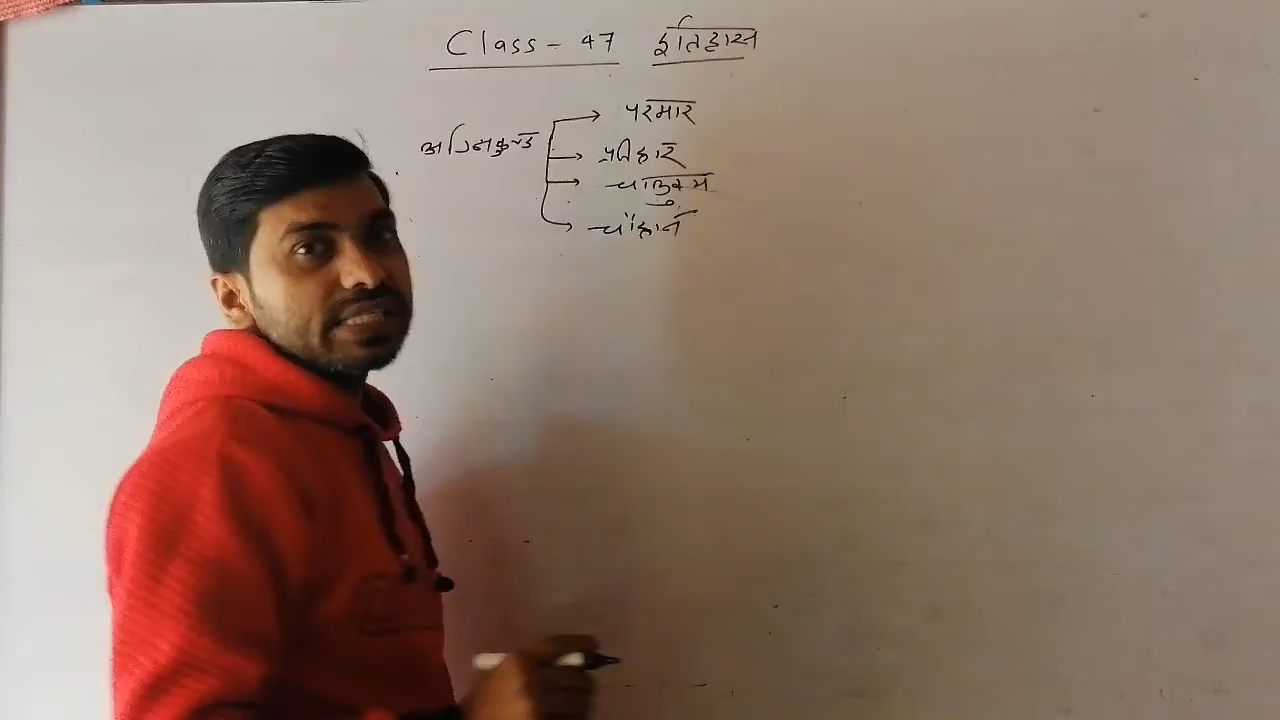 Class - 47 इतिहास
अग्निकुण्ड
परमार
प्रतिहार
चालुक्य
चौहान